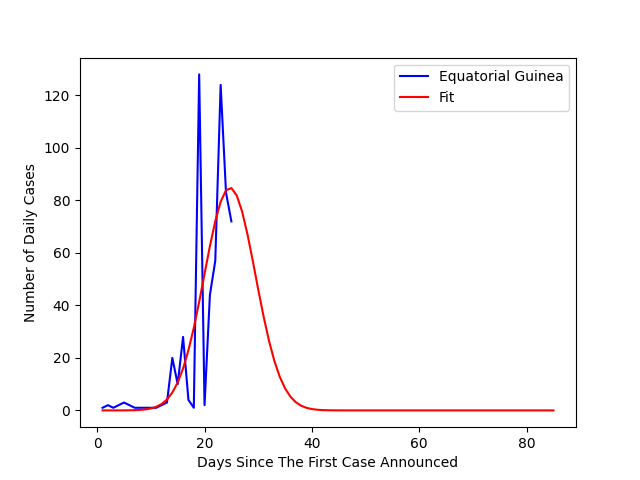 Equatorial Guinea
Fit
Number of Daily Cases
120
100
80
60
40
20
0
0 20 40 60 80
Days Since The First Case Announced